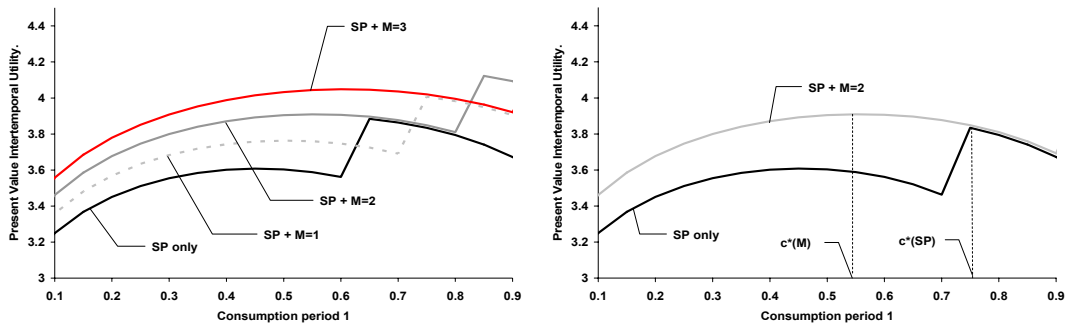 Present Value Intertemporal Utility.
4.4
4.2
4
3.8
3.6
3.4
3.2
3
0.1 0.2 0.3 0.4 0.5 0.6 0.7 0.8 0.9
Consumption period 1
SP + M=3
SP + M=2
SP + M=1
SP only
Present Value Intertemporal Utility.
4.4
4.2
4
3.8
3.6
3.4
3.2
3
0.1 0.2 0.3 0.4 0.5 0.6 0.7 0.8 0.9
Consumption period 1
SP + M=2
SP only
c*(M)
c*(SP)